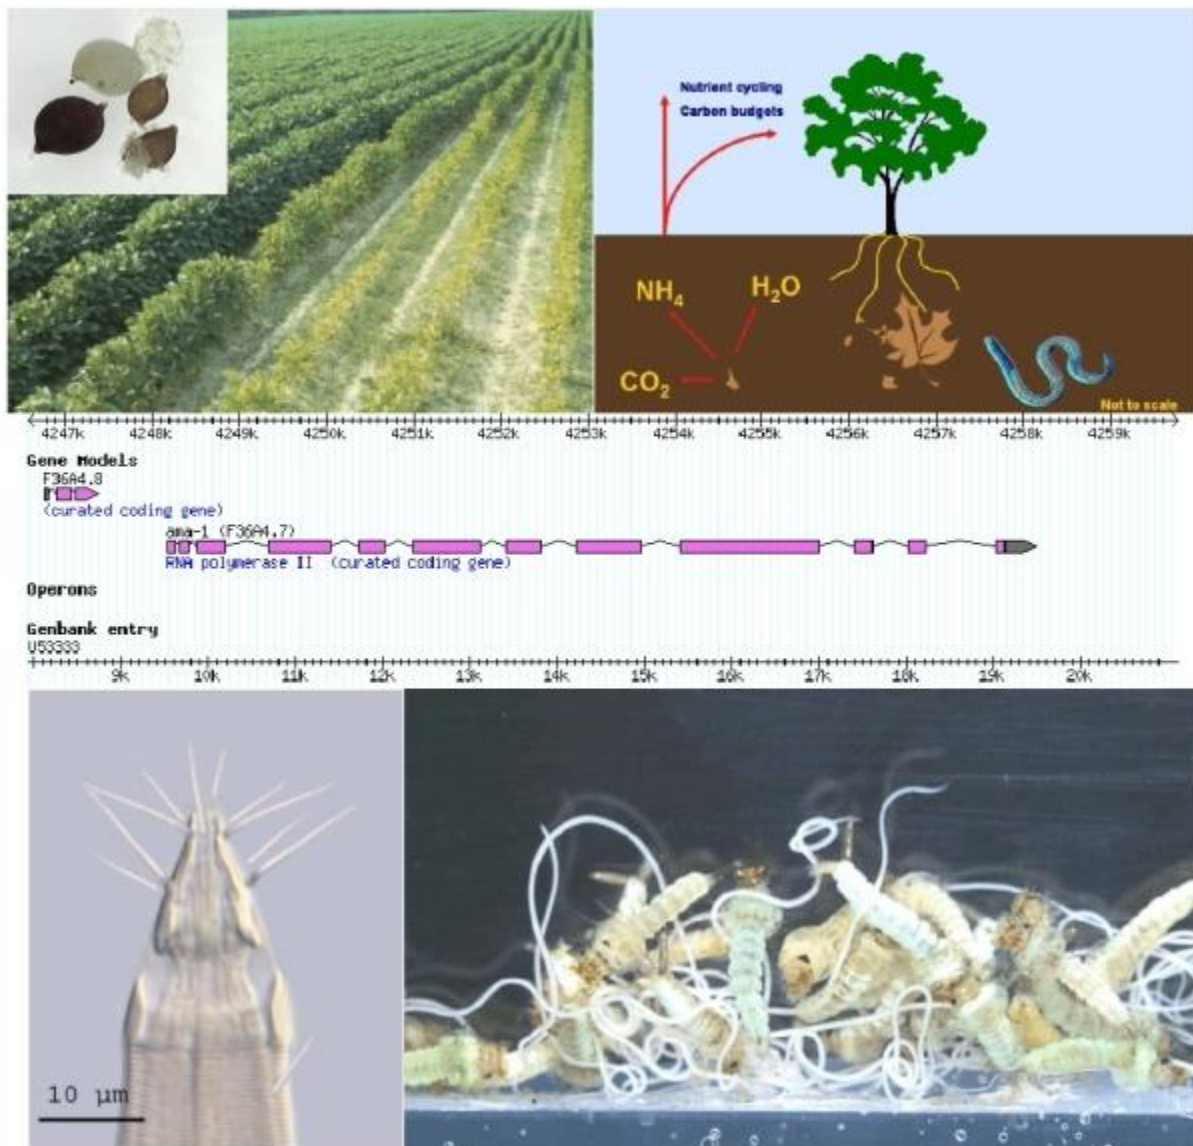 Nutrient cycling
Carbon budgets
NH4
H2O
CO2
Not to scale
4247k 4248k 4249k 4250k 4251k 4252k 4253k 4254k 4255k 4256k 4257k 4258k 4259k
Gene Models
F36A4.8
(curated coding gene)
ama-1 (F36A4.7)
RNA polymerase II (curated coding gene)
Operons
Genbank entry
U53333
9k 10k 11k 12k 13k 14k 15k 16k 17k 18k 19k 20k
10 μm